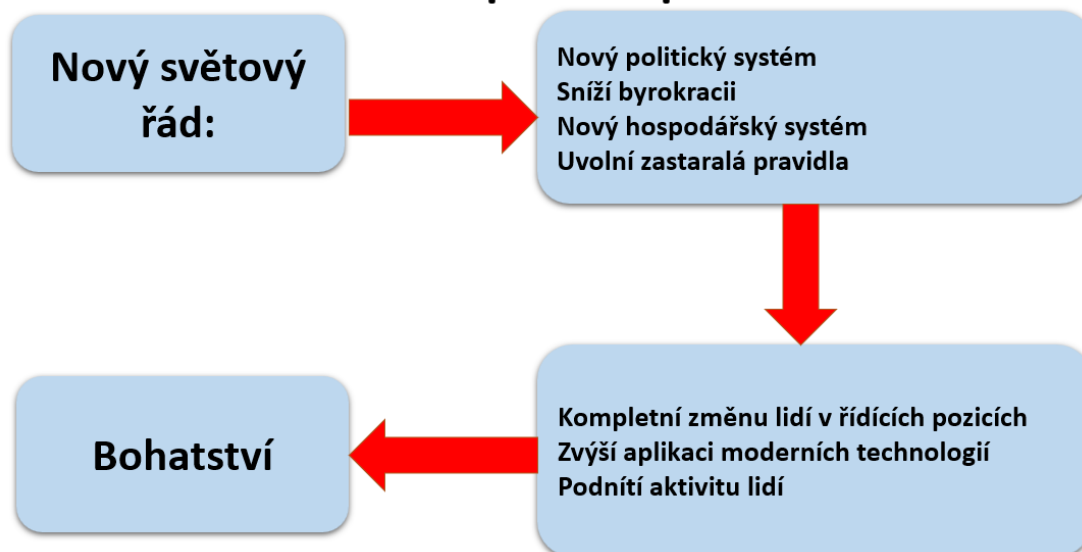 Nový světový
řád:
Nový politický systém
Sníží byrokracii
Nový hospodářský systém
Uvolní zastaralá pravidla
Kompletní změnu lidí v řídících pozicích
Zvýší aplikaci moderních technologií
Podnítí aktivitu lidí
Bohatství